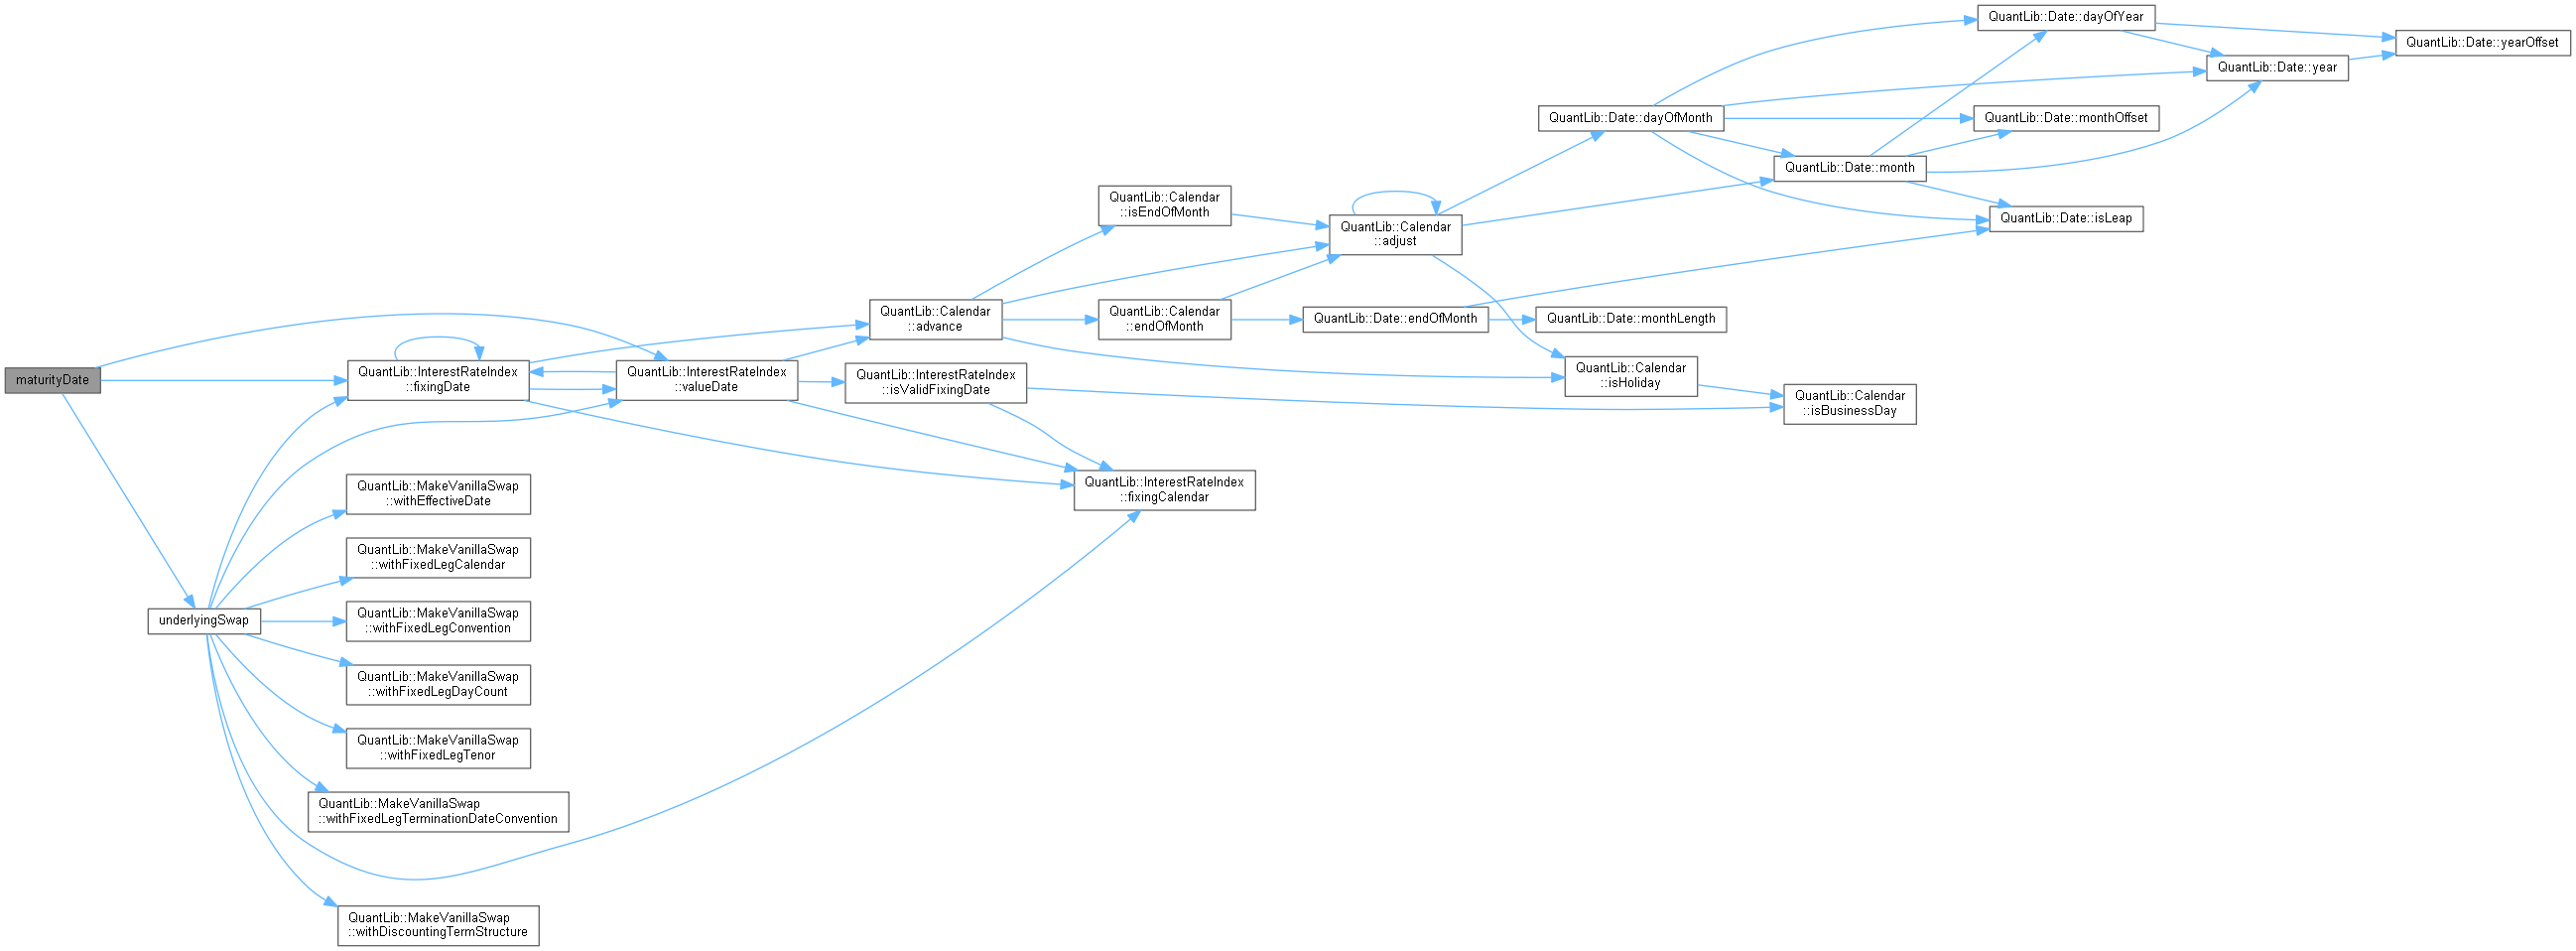 maturityDate
QuantLib::InterestRateIndex
::fixingDate
QuantLib::InterestRateIndex
::valueDate
underlyingSwap
QuantLib::MakeVanillaSwap
::withEffectiveDate
QuantLib::MakeVanillaSwap
::withFixedLegCalendar
QuantLib::MakeVanillaSwap
::withFixedLegConvention
QuantLib::MakeVanillaSwap
::withFixedLegDayCount
QuantLib::MakeVanillaSwap
::withFixedLegTenor
QuantLib::MakeVanillaSwap
::withFixedLegTerminationDateConvention
QuantLib::MakeVanillaSwap
::withDiscountingTermStructure
QuantLib::Calendar
::advance
QuantLib::InterestRateIndex
::isValidFixingDate
QuantLib::InterestRateIndex
::fixingCalendar
QuantLib::Calendar
::isEndOfMonth
QuantLib::Calendar
::endOfMonth
QuantLib::Calendar
::adjust
QuantLib::Date::endOfMonth
QuantLib::Date::dayOfMonth
QuantLib::Date::monthLength
QuantLib::Calendar
::isHoliday
QuantLib::Calendar
::isBusinessDay
QuantLib::Date::month
QuantLib::Date::dayOfYear
QuantLib::Date::monthOffset
QuantLib::Date::isLeap
QuantLib::Date::year
QuantLib::Date::yearOffset